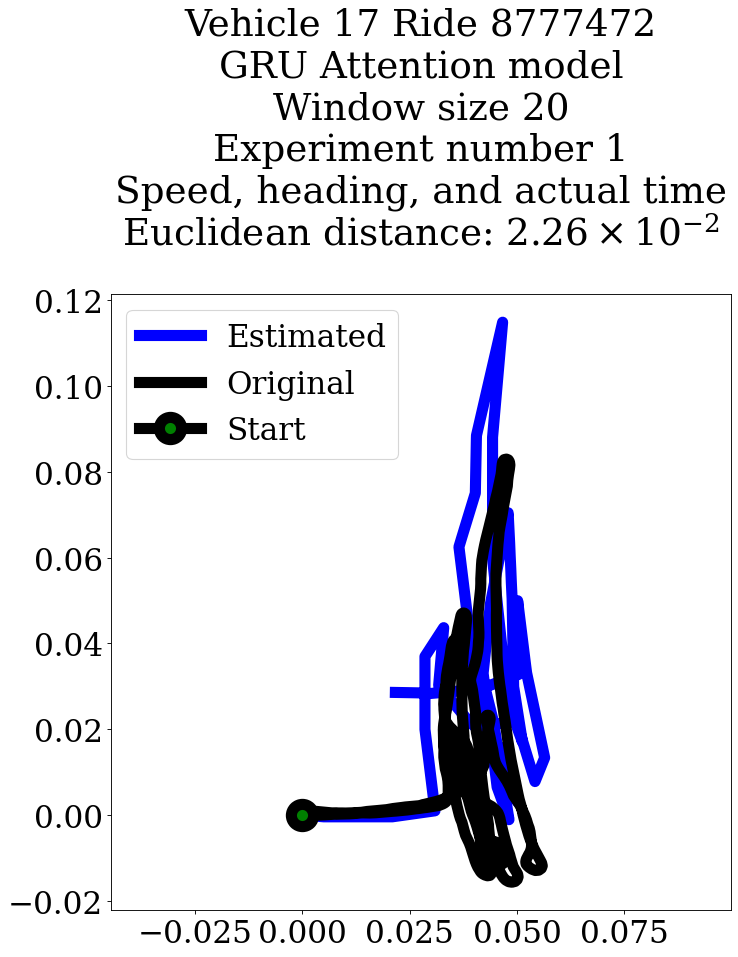 Vehicle 17 Ride 8777472
GRU Attention model
Window size 20
Experiment number 1
Speed, heading, and actual time
Euclidean distance: 2.26 × 10⁻²
0.12
Estimated
Original
Start
0.10
0.08
0.06
0.04
0.02
0.00
−0.02
−0.025 0.000 0.025 0.050 0.075